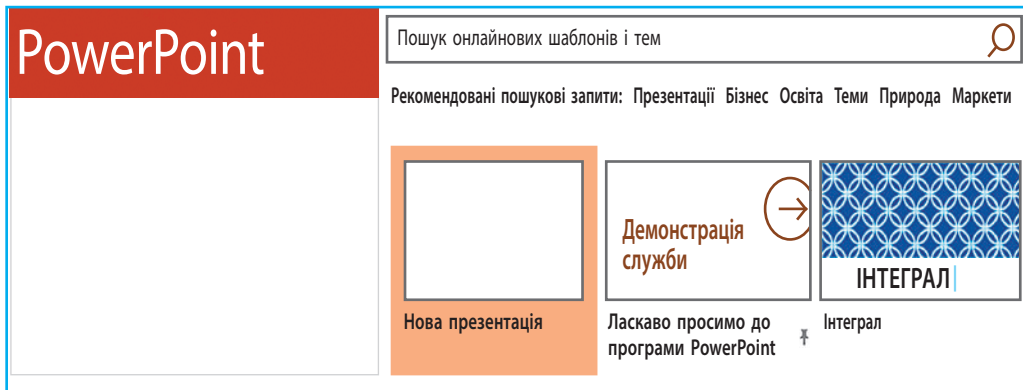 PowerPoint
Пошук онлайнових шаблонів і тем
Рекомендовані пошукові запити: Презентації Бізнес Освіта Теми Природа Маркети
Демонстрація
служби
ІНТЕГРАЛ
Нова презентація
Ласкаво просимо до
програми PowerPoint
Інтеграл